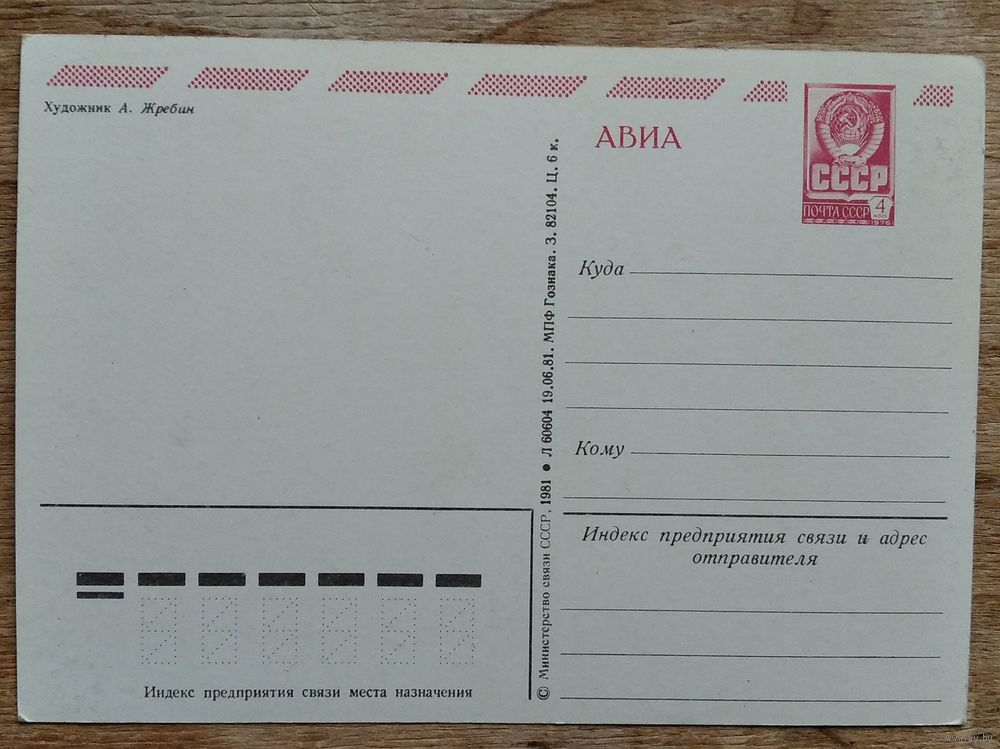 Художник А. Жребин
АВИА
СССР
ПОЧТА СССР 4 КОП
1976
Куда
Кому
Индекс предприятия связи и адрес
отправителя
© Министерство связи СССР, 1981 ● Л 60604 19.06.81. МПФ Гознака. З. 82104. Ц. 6 к.
Индекс предприятия связи места назначения